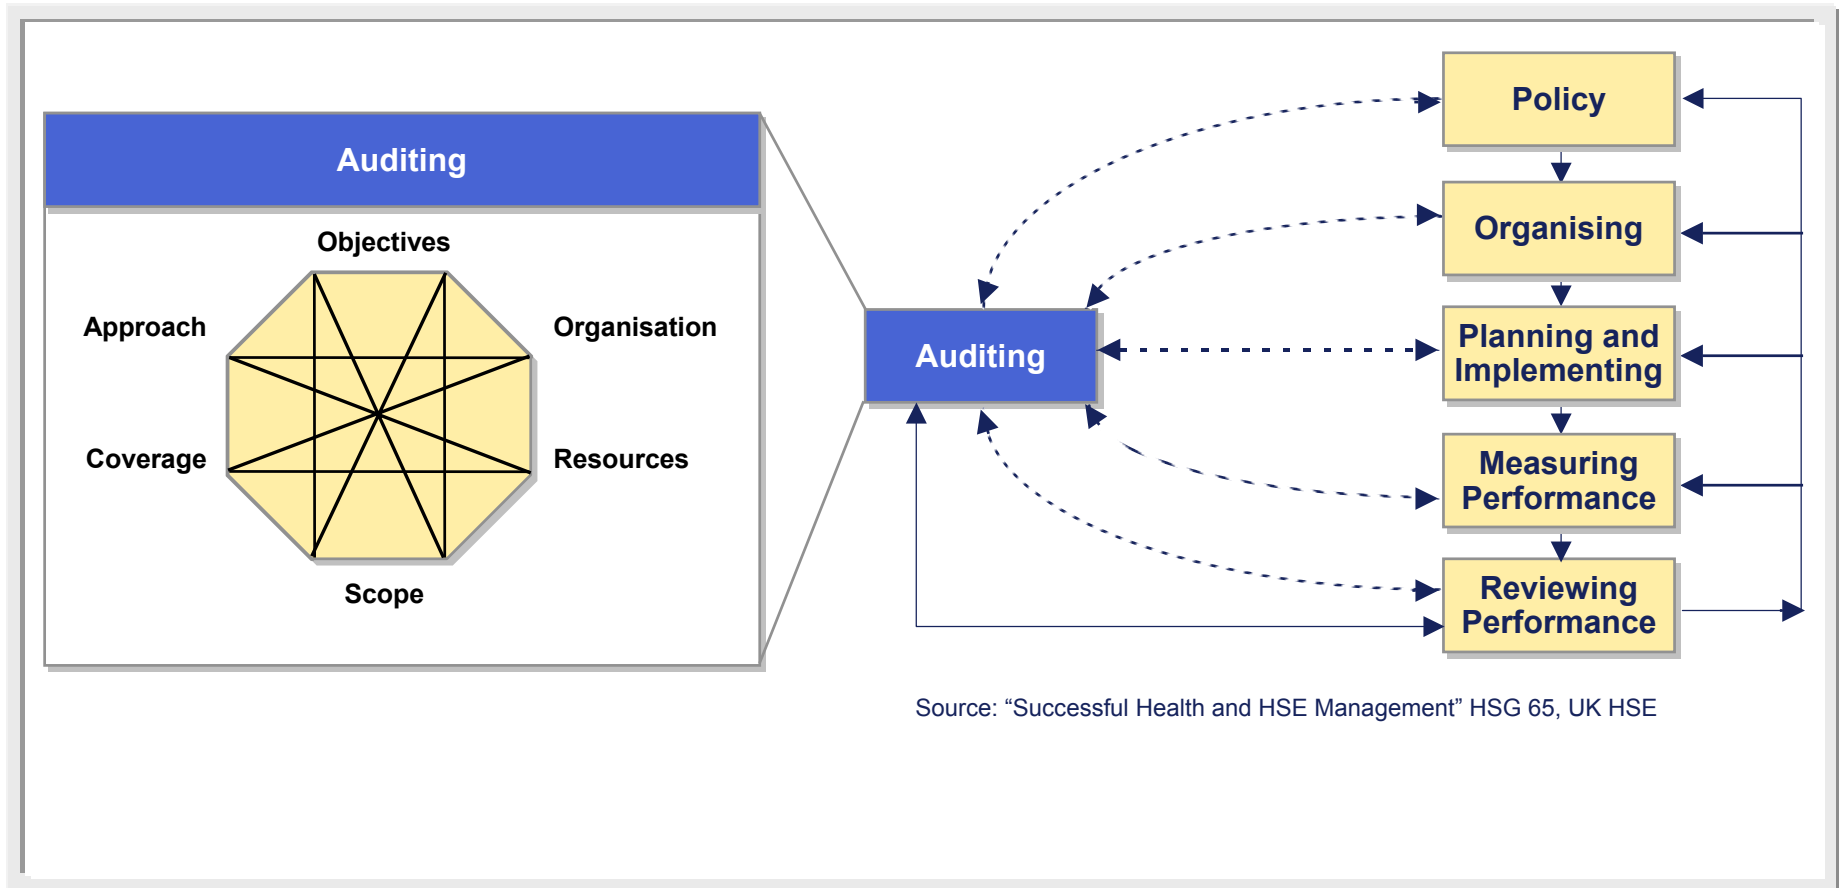 Auditing
Objectives
Approach
Organisation
Coverage
Resources
Scope
Auditing
Policy
Organising
Planning and
Implementing
Measuring
Performance
Reviewing
Performance
Source: “Successful Health and HSE Management” HSG 65, UK HSE